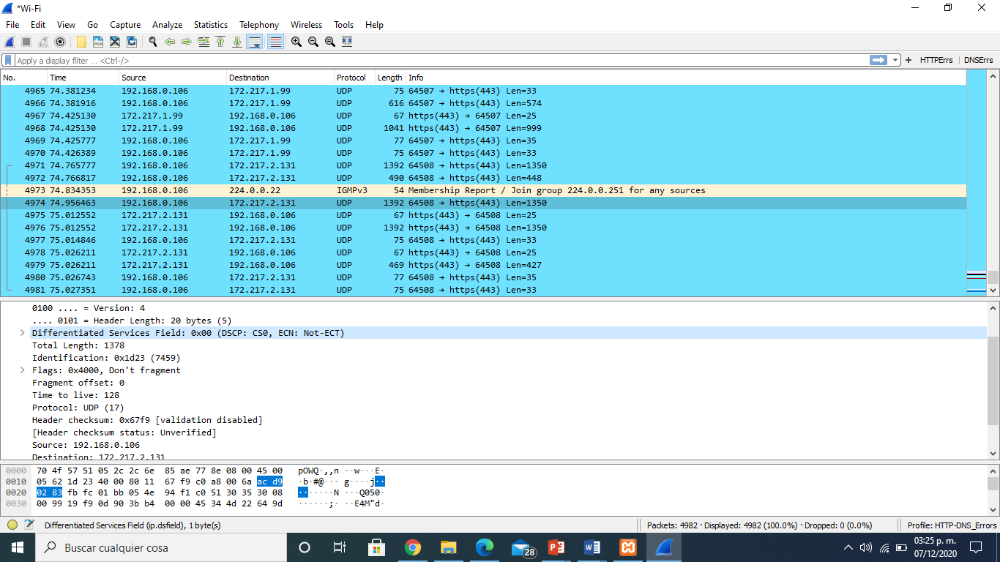 *Wi-Fi
File Edit View Go Capture Analyze Statistics Telephony Wireless Tools Help
Apply a display filter ... <Ctrl-/> + HTTPErrs DNSErrs
No. Time Source Destination Protocol Length Info
4965 74.381234 192.168.0.106 172.217.1.99 UDP 75 64507 → https(443) Len=33
4966 74.381916 192.168.0.106 172.217.1.99 UDP 616 64507 → https(443) Len=574
4967 74.425130 172.217.1.99 192.168.0.106 UDP 67 https(443) → 64507 Len=25
4968 74.425130 172.217.1.99 192.168.0.106 UDP 1041 https(443) → 64507 Len=999
4969 74.425777 192.168.0.106 172.217.1.99 UDP 77 64507 → https(443) Len=35
4970 74.426389 192.168.0.106 172.217.1.99 UDP 75 64507 → https(443) Len=33
4971 74.765777 192.168.0.106 172.217.2.131 UDP 1392 64508 → https(443) Len=1350
4972 74.766817 192.168.0.106 172.217.2.131 UDP 490 64508 → https(443) Len=448
4973 74.834353 192.168.0.106 224.0.0.22 IGMPv3 54 Membership Report / Join group 224.0.0.251 for any sources
4974 74.956463 192.168.0.106 172.217.2.131 UDP 1392 64508 → https(443) Len=1350
4975 75.012552 172.217.2.131 192.168.0.106 UDP 67 https(443) → 64508 Len=25
4976 75.012552 172.217.2.131 192.168.0.106 UDP 1392 https(443) → 64508 Len=1350
4977 75.014846 192.168.0.106 172.217.2.131 UDP 75 64508 → https(443) Len=33
4978 75.026211 172.217.2.131 192.168.0.106 UDP 67 https(443) → 64508 Len=25
4979 75.026211 172.217.2.131 192.168.0.106 UDP 469 https(443) → 64508 Len=427
4980 75.026743 192.168.0.106 172.217.2.131 UDP 77 64508 → https(443) Len=35
4981 75.027351 192.168.0.106 172.217.2.131 UDP 75 64508 → https(443) Len=33
0100 .... = Version: 4
.... 0101 = Header Length: 20 bytes (5)
Differentiated Services Field: 0x00 (DSCP: CS0, ECN: Not-ECT)
Total Length: 1378
Identification: 0x1d23 (7459)
Flags: 0x4000, Don't fragment
Fragment offset: 0
Time to live: 128
Protocol: UDP (17)
Header checksum: 0x67f9 [validation disabled]
[Header checksum status: Unverified]
Source: 192.168.0.106
Destination: 172.217.2.131
0000 70 4f 57 51 05 2c 2c 6e 85 ae 77 8e 08 00 45 00 pOWQ·,,n ··w···E·
0010 05 62 1d 23 40 00 80 11 67 f9 c0 a8 00 6a ac d9 ·b·#@··· g····j··
0020 02 83 fb fc 01 bb 05 4e 94 f1 c0 51 30 35 30 08 ·······N ···Q050·
0030 00 99 19 f9 0d 90 3b b4 00 00 45 34 4d 22 64 9d ······;· ··E4M"d·
Differentiated Services Field (ip.dsfield), 1 byte(s) Packets: 4982 · Displayed: 4982 (100.0%) · Dropped: 0 (0.0%) Profile: HTTP-DNS_Errors
Buscar cualquier cosa 28 03:25 p. m.
07/12/2020